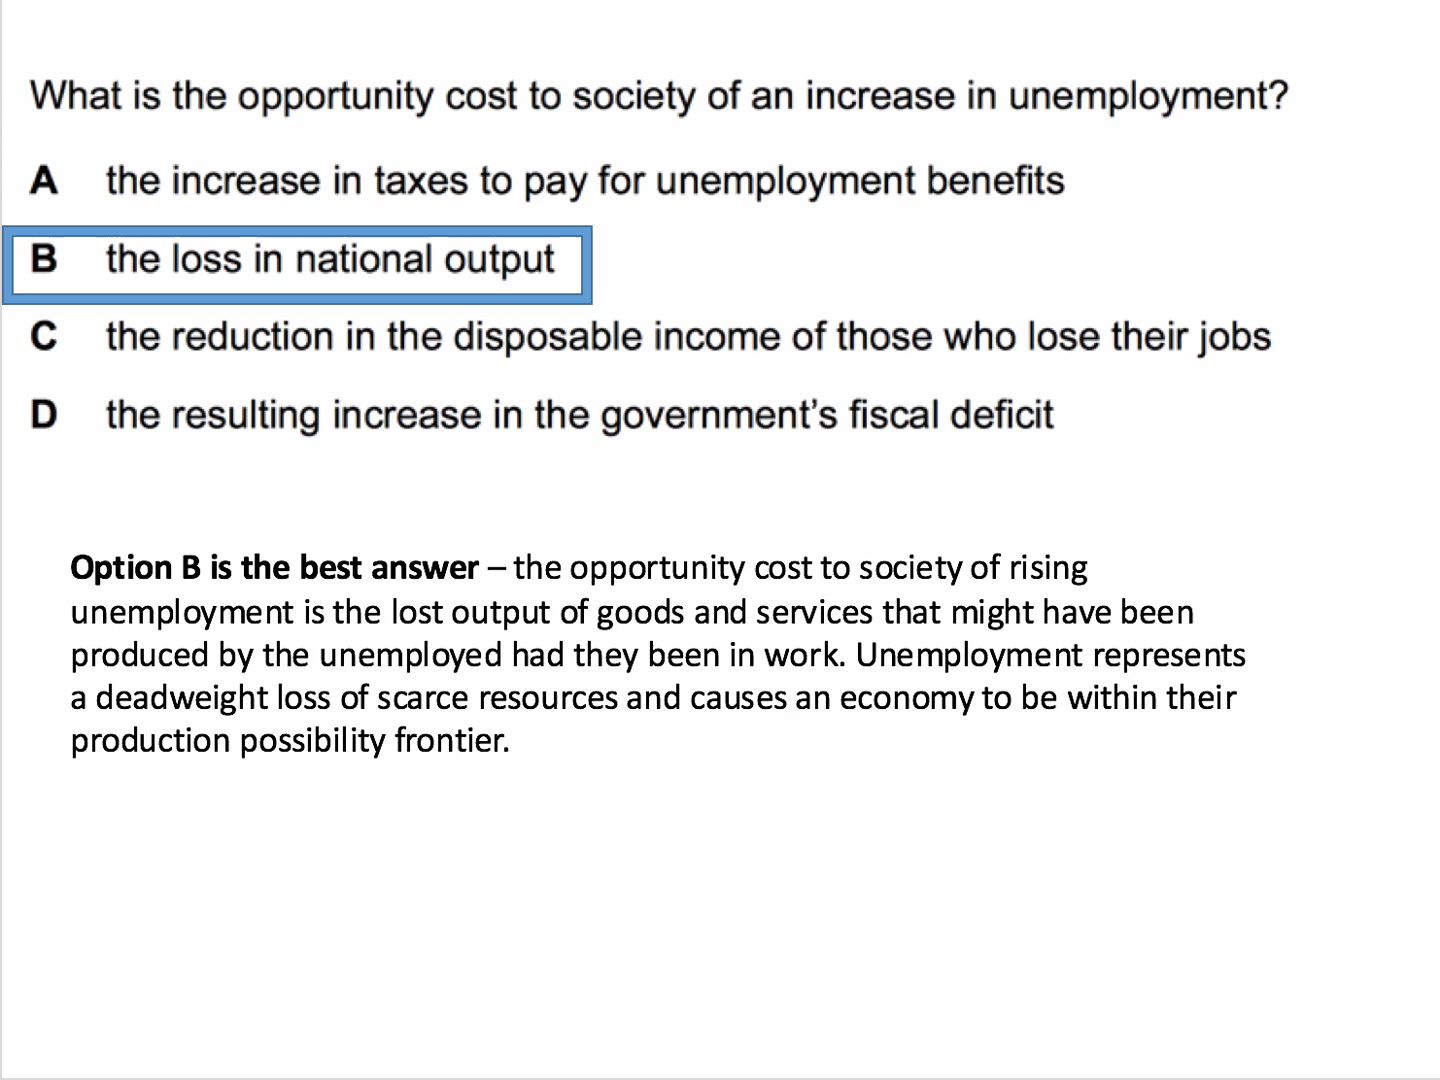 What is the opportunity cost to society of an increase in unemployment?
A the increase in taxes to pay for unemployment benefits
B the loss in national output
C the reduction in the disposable income of those who lose their jobs
D the resulting increase in the government's fiscal deficit
Option B is the best answer – the opportunity cost to society of rising
unemployment is the lost output of goods and services that might have been
produced by the unemployed had they been in work. Unemployment represents
a deadweight loss of scarce resources and causes an economy to be within their
production possibility frontier.